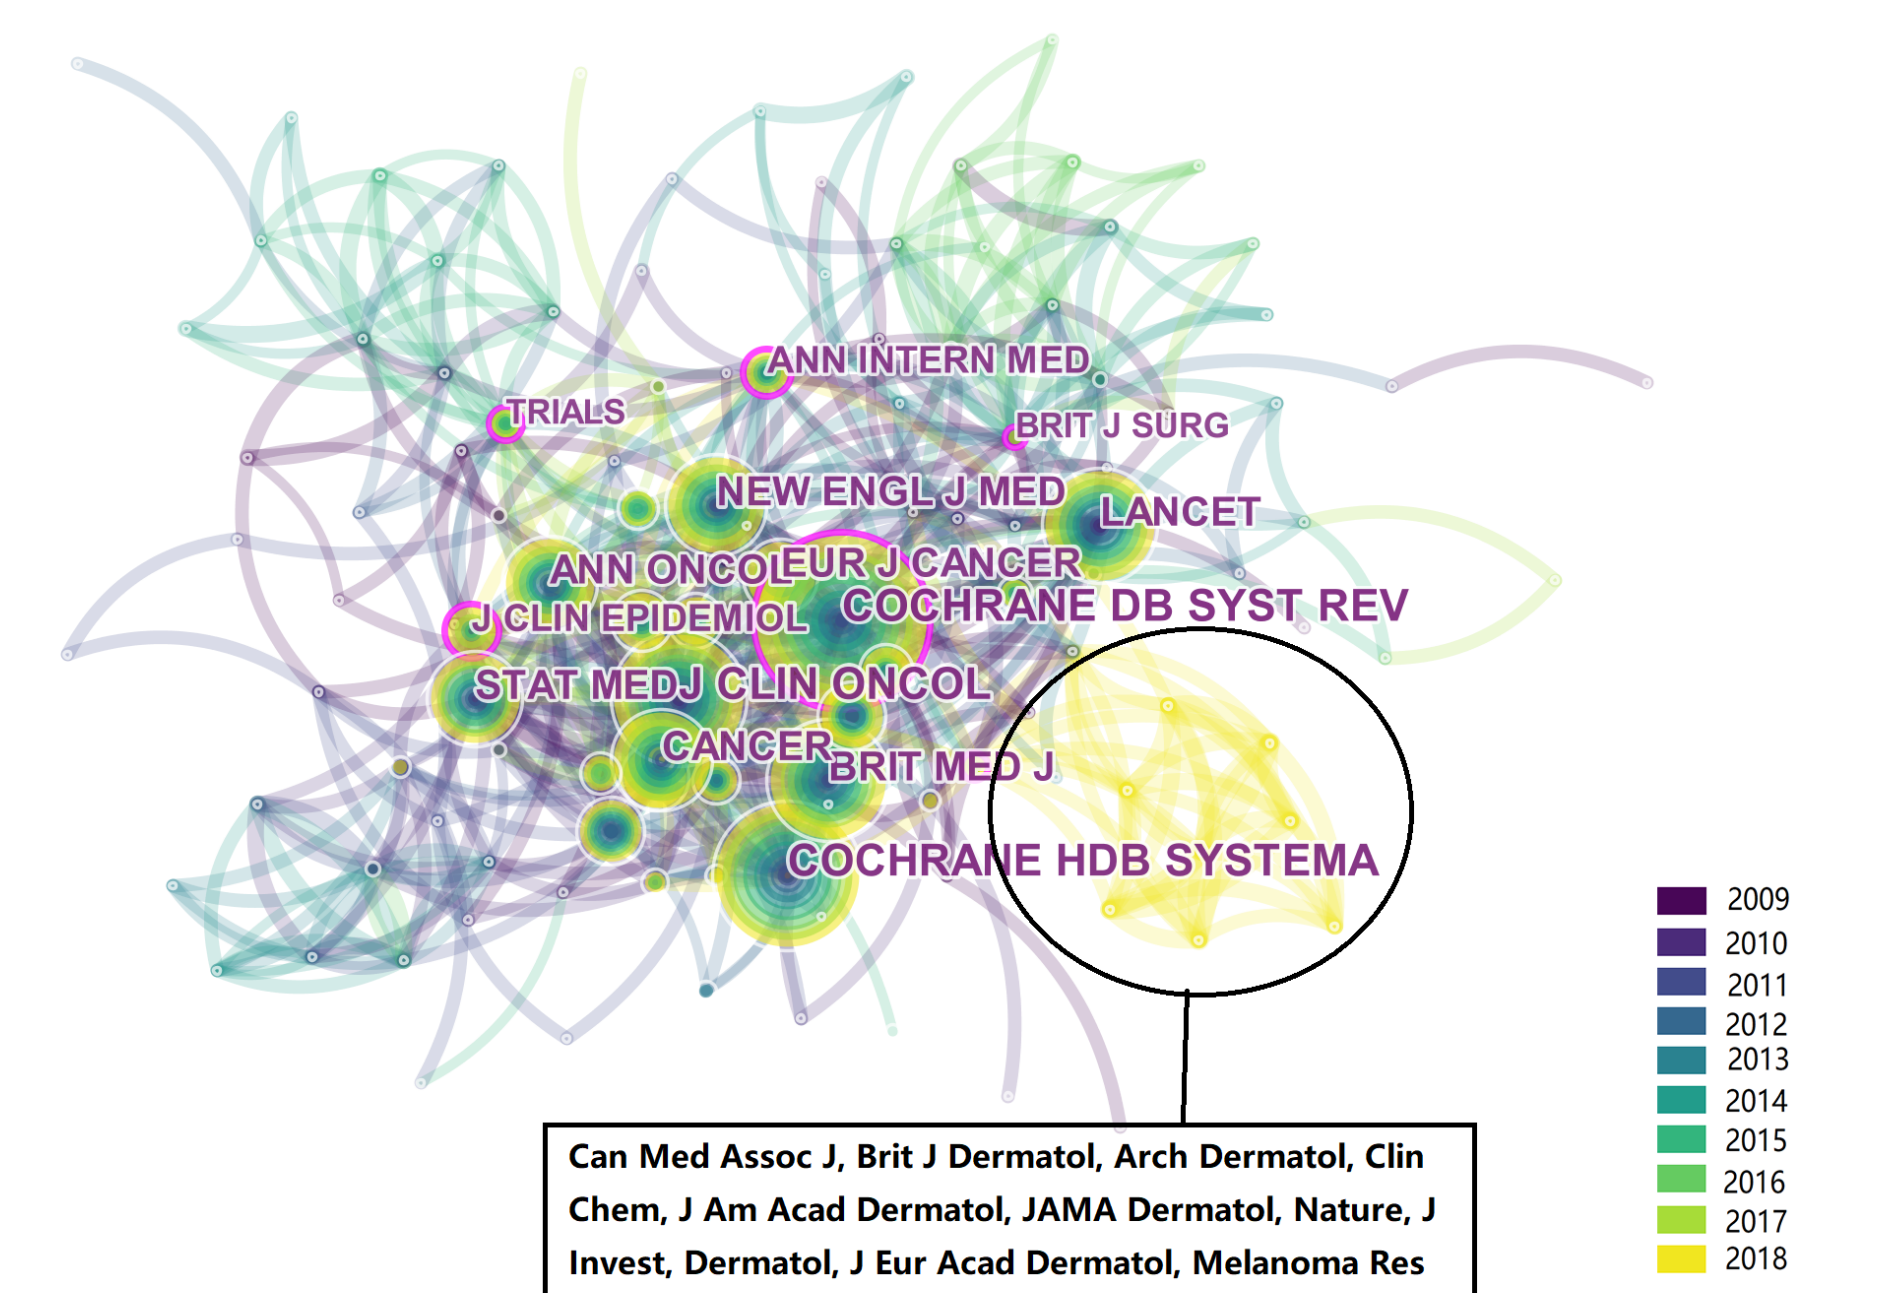 ANN INTERN MED
TRIALS
BRIT J SURG
NEW ENGL J MED
LANCET
ANN ONCOL
EUR J CANCER
COCHRANE DB SYST REV
J CLIN EPIDEMIOL
STAT MED
J CLIN ONCOL
CANCER
BRIT MED J
COCHRANE HDB SYSTEMA
2009
2010
2011
2012
2013
2014
2015
2016
2017
2018
Can Med Assoc J, Brit J Dermatol, Arch Dermatol, Clin
Chem, J Am Acad Dermatol, JAMA Dermatol, Nature, J
Invest, Dermatol, J Eur Acad Dermatol, Melanoma Res